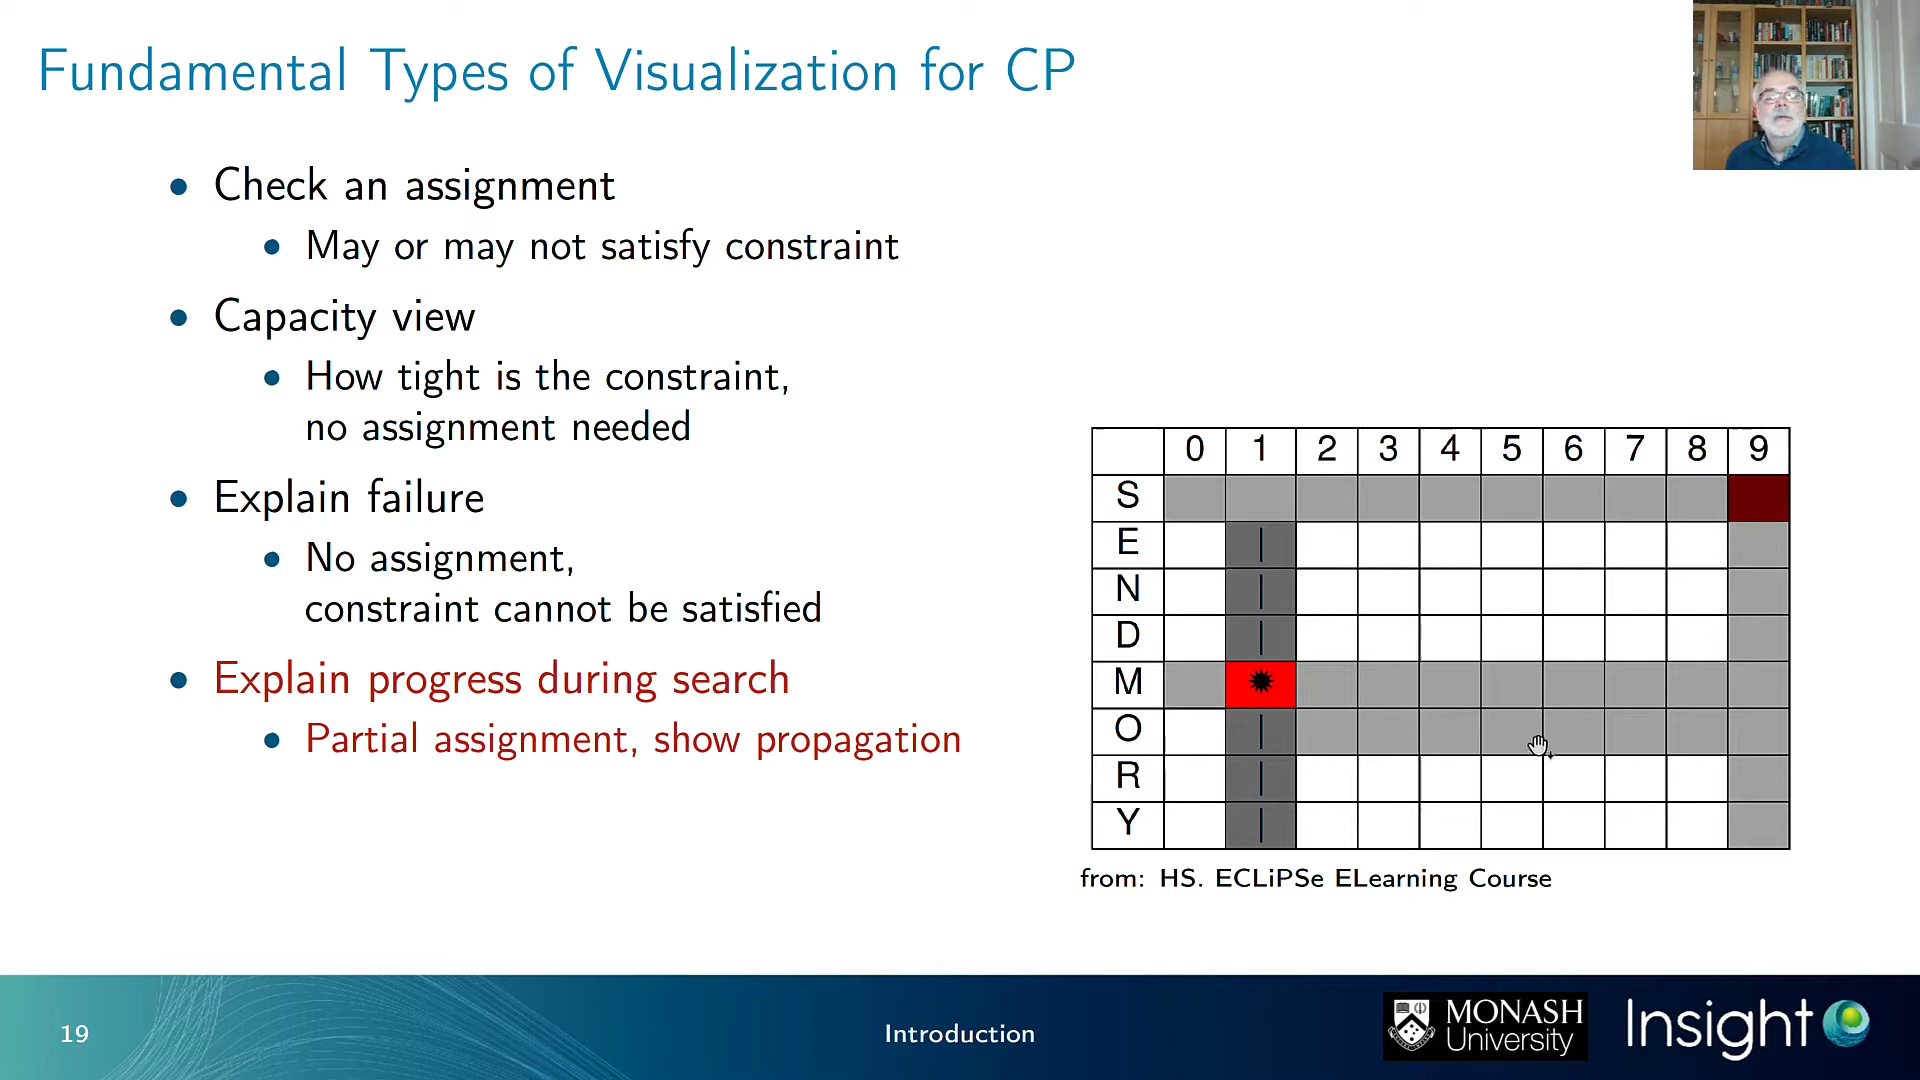 Fundamental Types of Visualization for CP
• Check an assignment
• May or may not satisfy constraint
• Capacity view
• How tight is the constraint,
no assignment needed
• Explain failure
• No assignment,
constraint cannot be satisfied
• Explain progress during search
• Partial assignment, show propagation
0 1 2 3 4 5 6 7 8 9
S
E
N
D
M
O
R
Y
from: HS. ECLiPSe ELearning Course
19
Introduction
MONASH
University
Insight